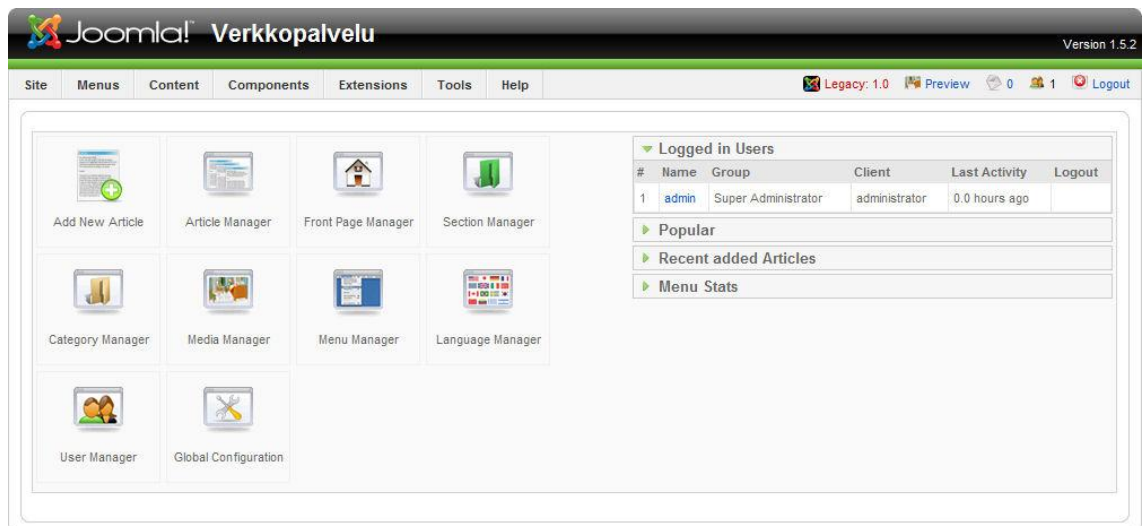 Joomla!™ Verkkopalvelu
Version 1.5.2
Site Menus Content Components Extensions Tools Help
Legacy: 1.0 Preview 0 1 Logout
Add New Article Article Manager Front Page Manager Section Manager
Category Manager Media Manager Menu Manager Language Manager
User Manager Global Configuration
Logged in Users
# Name Group Client Last Activity Logout
1 admin Super Administrator administrator 0.0 hours ago
Popular
Recent added Articles
Menu Stats